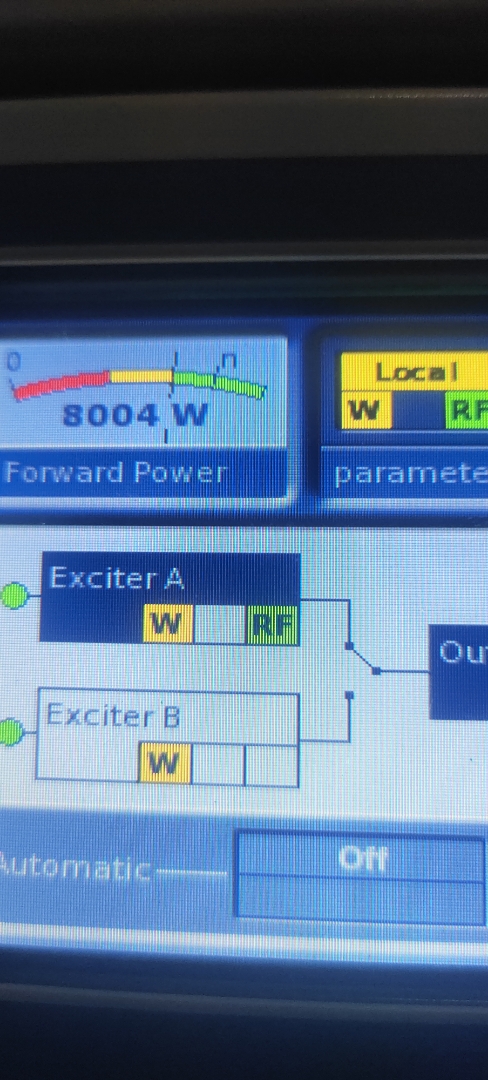 0
n
8004 W
Forward Power
Local
W
RF
paramete
Exciter A
W
RF
Exciter B
W
Ou
Automatic
Off